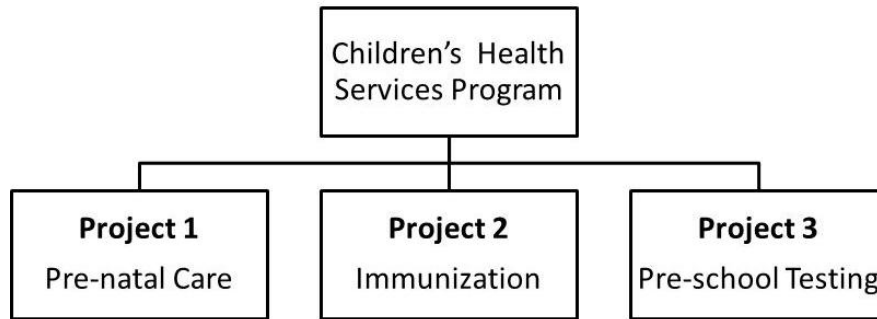 Children’s Health
Services Program
Project 1
Pre-natal Care
Project 2
Immunization
Project 3
Pre-school Testing